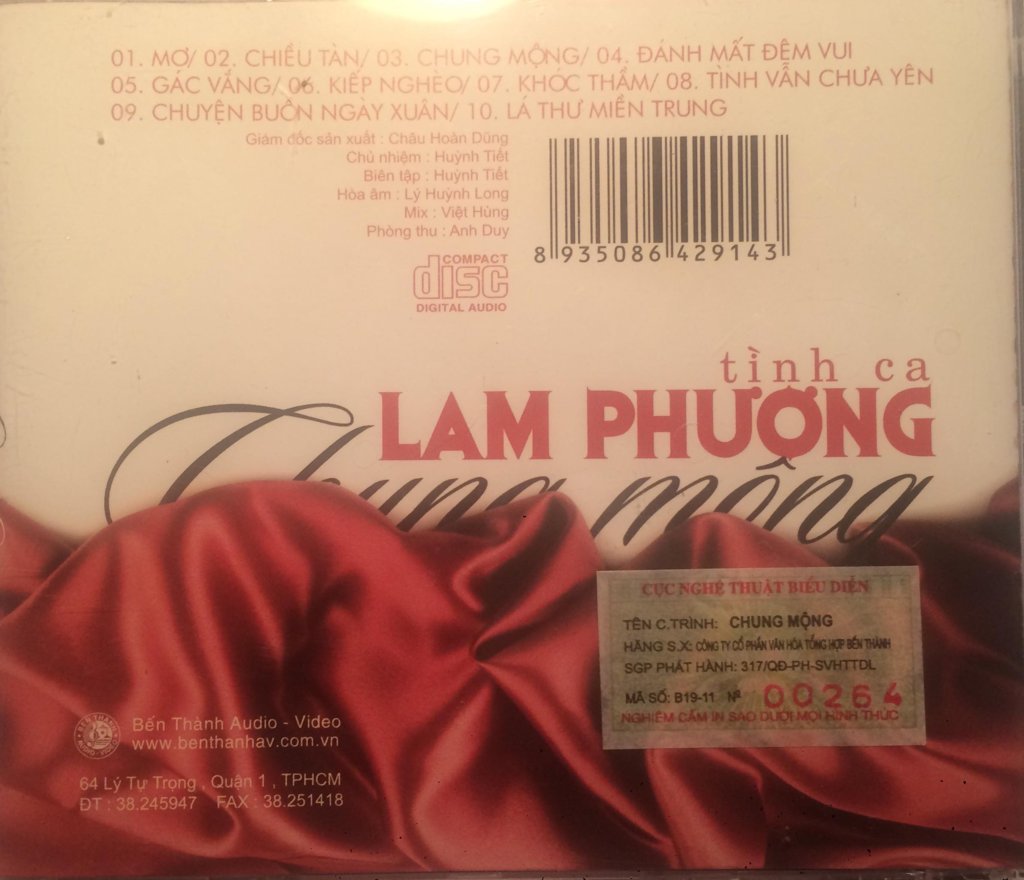 01. MƠ/ 02. CHIỀU TÀN/ 03. CHUNG MỘNG/ 04. ĐÁNH MẤT ĐÊM VUI
05. GÁC VẮNG/ 06. KIẾP NGHÈO/ 07. KHÓC THẦM/ 08. TÌNH VẪN CHƯA YÊN
09. CHUYỆN BUỒN NGÀY XUÂN/ 10. LÁ THƯ MIỀN TRUNG
Giám đốc sản xuất : Châu Hoàn Dũng
Chủ nhiệm : Huỳnh Tiết
Biên tập : Huỳnh Tiết
Hòa âm : Lý Huỳnh Long
Mix : Việt Hùng
Phòng thu : Anh Duy
COMPACT
disc
DIGITAL AUDIO
8 935086 429143
tình ca
LAM PHƯƠNG
Chung mộng
CỤC NGHỆ THUẬT BIỂU DIỄN
TÊN C.TRÌNH: CHUNG MỘNG
HÃNG S.X: CÔNG TY CỔ PHẦN VĂN HÓA TỔNG HỢP BẾN THÀNH
SGP PHÁT HÀNH: 317/QĐ-PH-SVHTTDL
MÃ SỐ: B19-11 Nº 00264
NGHIÊM CẤM IN SAO DƯỚI MỌI HÌNH THỨC
BEN THANH
AUDIO - VIDEO
Bến Thành Audio - Video
www.benthanhav.com.vn
64 Lý Tự Trọng , Quận 1 , TPHCM
ĐT : 38.245947 FAX : 38.251418